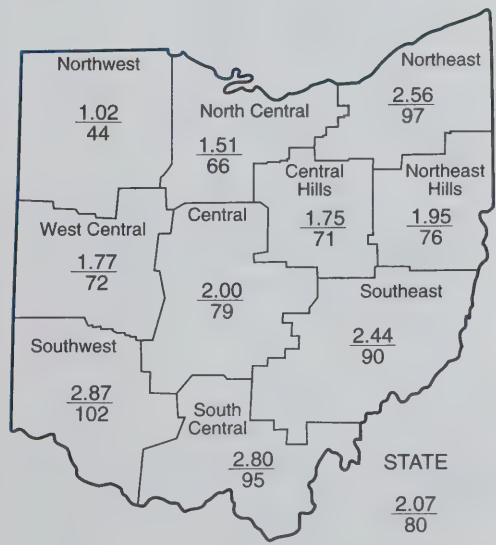 Northwest
1.02
44
North Central
1.51
66
Northeast
2.56
97
Central
Hills
1.75
71
Northeast
Hills
1.95
76
West Central
1.77
72
Central
2.00
79
Southeast
2.44
90
Southwest
2.87
102
South
Central
2.80
95
STATE
2.07
80